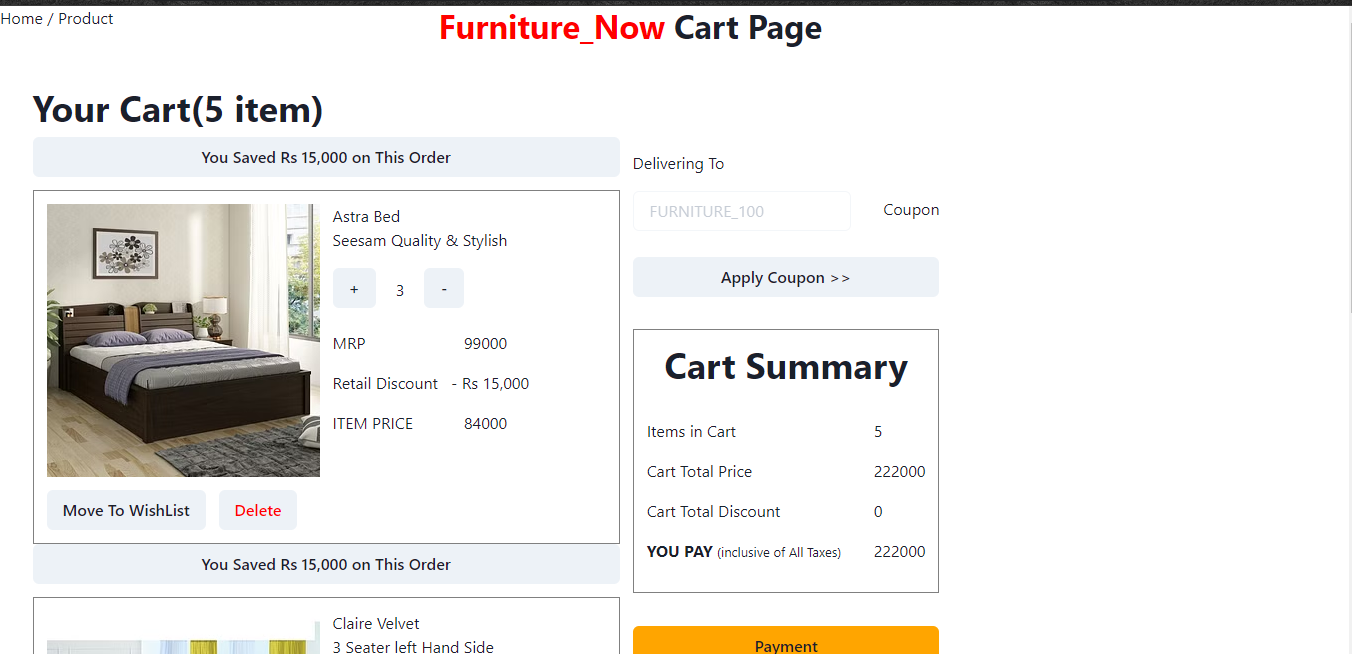 Home / Product
Furniture_Now Cart Page
Your Cart(5 item)
You Saved Rs 15,000 on This Order
Astra Bed
Seesam Quality & Stylish
+ 3 -
MRP 99000
Retail Discount - Rs 15,000
ITEM PRICE 84000
Move To WishList Delete
You Saved Rs 15,000 on This Order
Claire Velvet
3 Seater left Hand Side
Delivering To
FURNITURE_100 Coupon
Apply Coupon >>
Cart Summary
Items in Cart 5
Cart Total Price 222000
Cart Total Discount 0
YOU PAY (inclusive of All Taxes) 222000
Payment